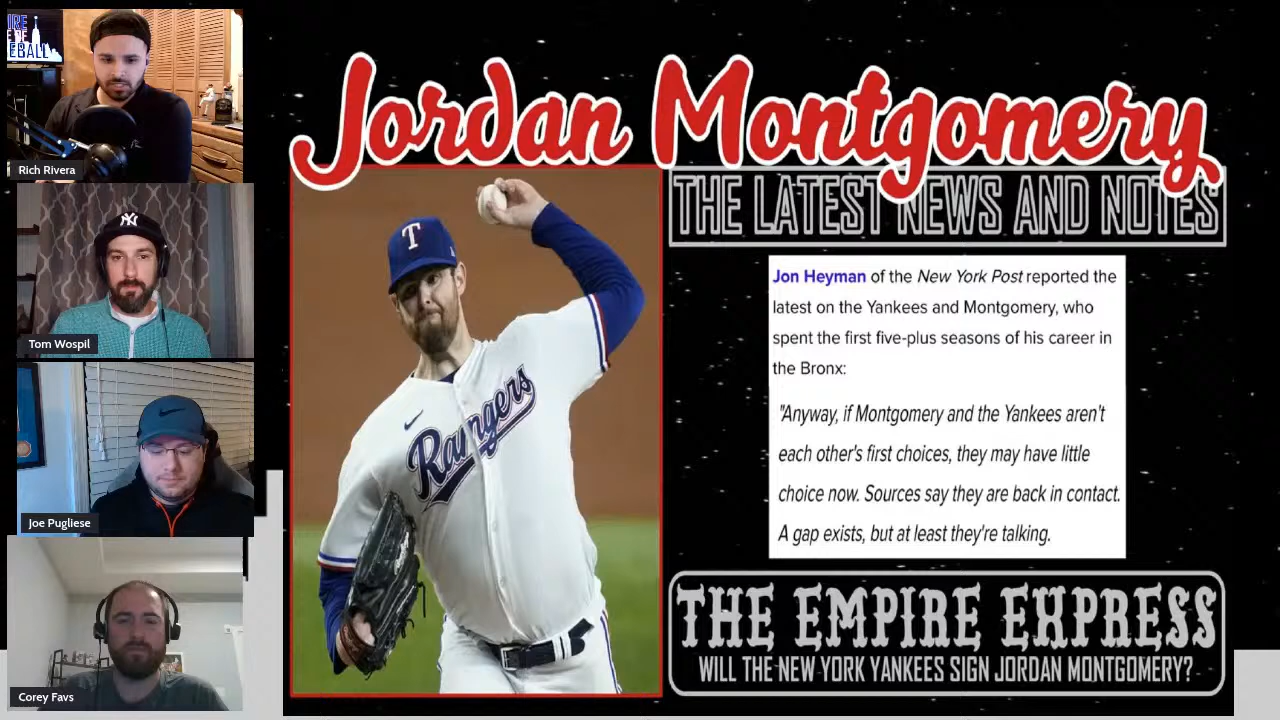 IRE
EBALL
Rich Rivera
NY
Tom Wospil
Joe Pugliese
Corey Favs
Jordan Montgomery
THE LATEST NEWS AND NOTES
T
Rangers
Jon Heyman of the New York Post reported the
latest on the Yankees and Montgomery, who
spent the first five-plus seasons of his career in
the Bronx:
"Anyway, if Montgomery and the Yankees aren't
each other's first choices, they may have little
choice now. Sources say they are back in contact.
A gap exists, but at least they're talking.
THE EMPIRE EXPRESS
WILL THE NEW YORK YANKEES SIGN JORDAN MONTGOMERY?